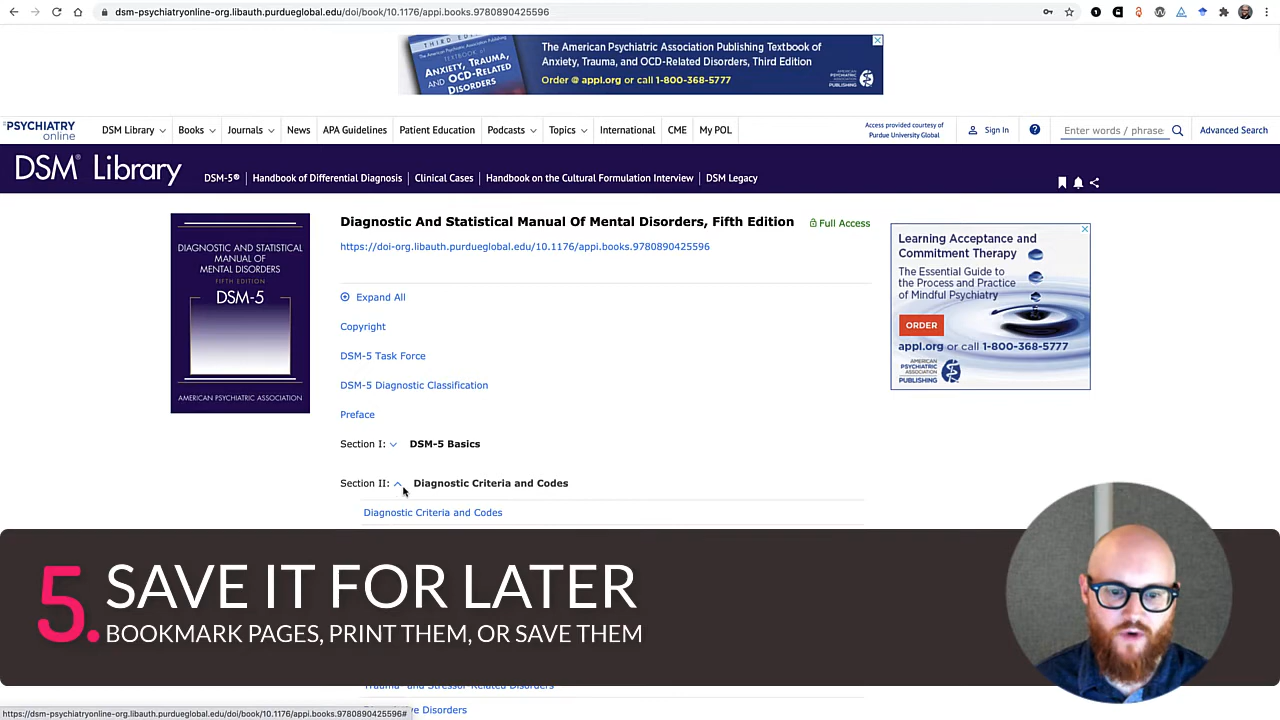 dsm-psychiatryonline-org.libauth.purdueglobal.edu/doi/book/10.1176/appi.books.9780890425596
THIRD EDITION
TEXTBOOK OF
ANXIETY, TRAUMA,
AND OCD-RELATED
DISORDERS
The American Psychiatric Association Publishing Textbook of
Anxiety, Trauma, and OCD-Related Disorders, Third Edition
Order @ appi.org or call 1-800-368-5777
AMERICAN
PSYCHIATRIC
ASSOCIATION
PUBLISHING
PSYCHIATRY
online
DSM Library
Books
Journals
News
APA Guidelines
Patient Education
Podcasts
Topics
International
CME
My POL
Access provided courtesy of
Purdue University Global
Sign In
Enter words / phrase
Advanced Search
DSM® Library
DSM-5®
Handbook of Differential Diagnosis
Clinical Cases
Handbook on the Cultural Formulation Interview
DSM Legacy
DIAGNOSTIC AND STATISTICAL
MANUAL OF
MENTAL DISORDERS
FIFTH EDITION
DSM-5
AMERICAN PSYCHIATRIC ASSOCIATION
Diagnostic And Statistical Manual Of Mental Disorders, Fifth Edition
Full Access
https://doi-org.libauth.purdueglobal.edu/10.1176/appi.books.9780890425596
Expand All
Copyright
DSM-5 Task Force
DSM-5 Diagnostic Classification
Preface
Section I: DSM-5 Basics
Section II: Diagnostic Criteria and Codes
Diagnostic Criteria and Codes
Learning Acceptance and
Commitment Therapy
The Essential Guide to
the Process and Practice
of Mindful Psychiatry
ORDER
appi.org or call 1-800-368-5777
AMERICAN
PSYCHIATRIC
ASSOCIATION
PUBLISHING
5. SAVE IT FOR LATER
BOOKMARK PAGES, PRINT THEM, OR SAVE THEM
Trauma- and Stressor-Related Disorders
ve Disorders
https://dsm-psychiatryonline-org.libauth.purdueglobal.edu/doi/book/10.1176/appi.books.9780890425596#